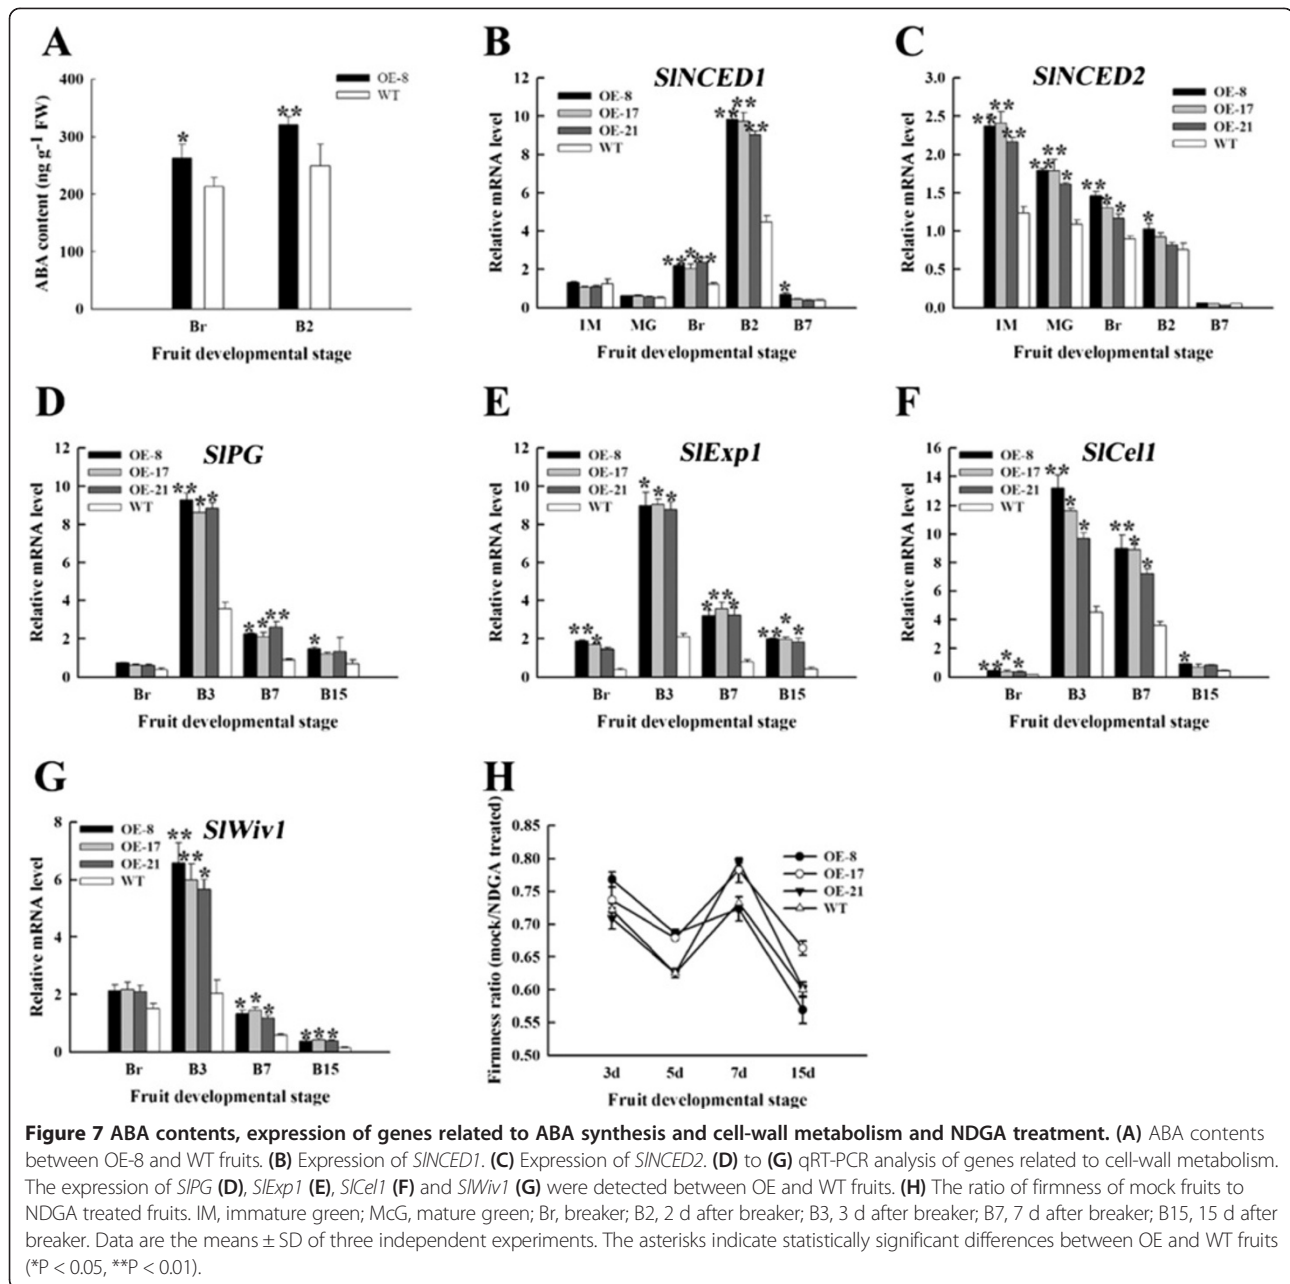 A
ABA content (ng g⁻¹ FW)
400
300
200
100
0
OE-8
WT
*
**
Br
B2
Fruit developmental stage
B
SlNCED1
Relative mRNA level
12
10
8
6
4
2
0
OE-8
OE-17
OE-21
WT
** * **
** ** **
*
IM
MG
Br
B2
B7
Fruit developmental stage
C
SlNCED2
Relative mRNA level
3.0
2.5
2.0
1.5
1.0
0.5
0.0
OE-8
OE-17
OE-21
WT
** ** **
** ** *
** * *
*
IM
MG
Br
B2
B7
Fruit developmental stage
D
SlPG
Relative mRNA level
12
10
8
6
4
2
0
OE-8
OE-17
OE-21
WT
** * *
* * **
*
Br
B3
B7
B15
Fruit developmental stage
E
SlExp1
Relative mRNA level
12
10
8
6
4
2
0
OE-8
OE-17
OE-21
WT
** *
* * *
* ** *
** * *
Br
B3
B7
B15
Fruit developmental stage
F
SlCel1
Relative mRNA level
16
14
12
10
8
6
4
2
0
OE-8
OE-17
OE-21
WT
** * *
** * *
** * *
*
Br
B3
B7
B15
Fruit developmental stage
G
SlWiv1
Relative mRNA level
8
6
4
2
0
OE-8
OE-17
OE-21
WT
** ** *
* * *
* * *
Br
B3
B7
B15
Fruit developmental stage
H
Firmness ratio (mock/NDGA treated)
0.85
0.80
0.75
0.70
0.65
0.60
0.55
0.50
OE-8
OE-17
OE-21
WT
3d
5d
7d
15d
Fruit developmental stage
Figure 7 ABA contents, expression of genes related to ABA synthesis and cell-wall metabolism and NDGA treatment. (A) ABA contents
between OE-8 and WT fruits. (B) Expression of SlNCED1. (C) Expression of SlNCED2. (D) to (G) qRT-PCR analysis of genes related to cell-wall metabolism.
The expression of SlPG (D), SlExp1 (E), SlCel1 (F) and SlWiv1 (G) were detected between OE and WT fruits. (H) The ratio of firmness of mock fruits to
NDGA treated fruits. IM, immature green; McG, mature green; Br, breaker; B2, 2 d after breaker; B3, 3 d after breaker; B7, 7 d after breaker; B15, 15 d after
breaker. Data are the means ± SD of three independent experiments. The asterisks indicate statistically significant differences between OE and WT fruits
(*P < 0.05, **P < 0.01).